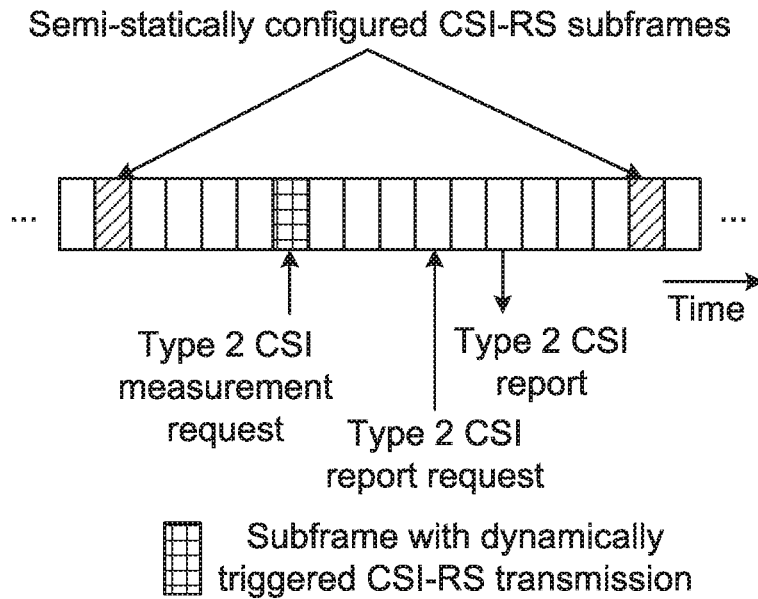 Semi-statically configured CSI-RS subframes
... ...
Time
Type 2 CSI
measurement
request
Type 2 CSI
report
Type 2 CSI
report request
Subframe with dynamically
triggered CSI-RS transmission